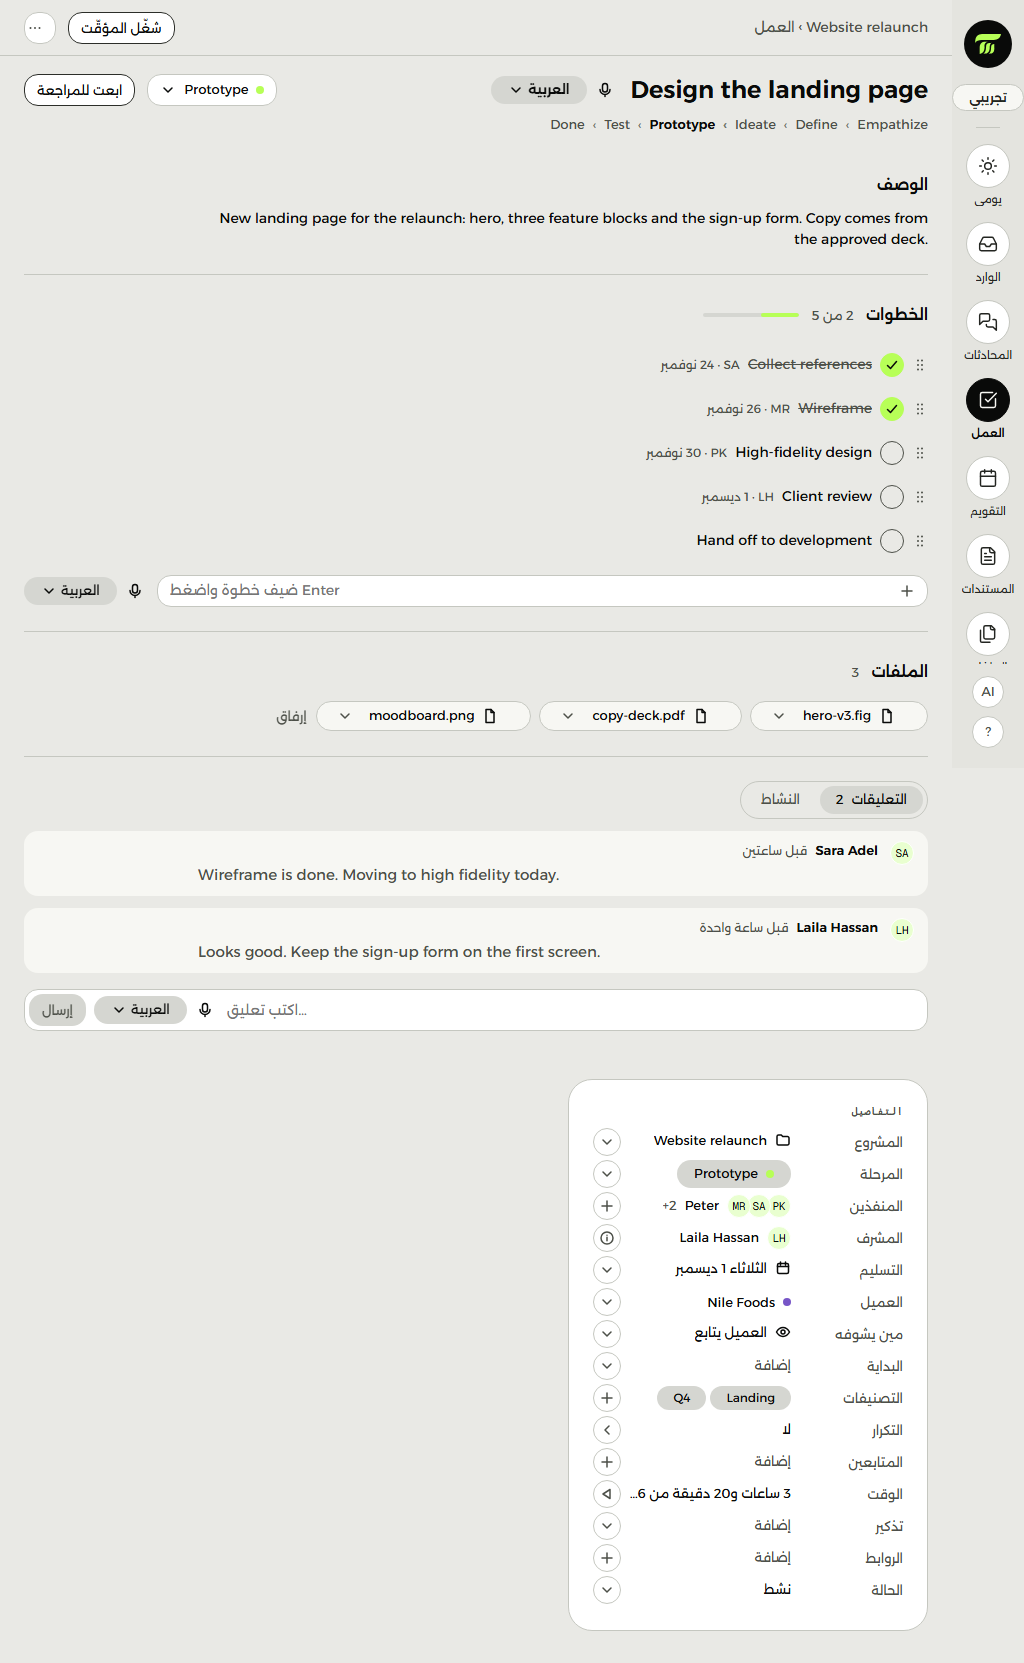 العمل ‹ Website relaunch
شغّل المؤقّت
...
تجريبي
يومي
الوارد
المحادثات
العمل
التقويم
المستندات
AI
?
Design the landing page
العربية
Prototype
ابعت للمراجعة
Empathize ‹ Define ‹ Ideate ‹ Prototype ‹ Test ‹ Done
الوصف
New landing page for the relaunch: hero, three feature blocks and the sign-up form. Copy comes from
the approved deck.
الخطوات 2 من 5
Collect references SA · 24 نوفمبر
Wireframe MR · 26 نوفمبر
High-fidelity design PK · 30 نوفمبر
Client review LH · 1 ديسمبر
Hand off to development
ضيف خطوة واضغط Enter
العربية
الملفات 3
hero-v3.fig
copy-deck.pdf
moodboard.png
إرفاق
التعليقات 2 النشاط
SA Sara Adel قبل ساعتين
Wireframe is done. Moving to high fidelity today.
LH Laila Hassan قبل ساعة واحدة
Looks good. Keep the sign-up form on the first screen.
اكتب تعليق...
العربية
إرسال
التفاصيل
المشروع Website relaunch
المرحلة Prototype
المنفذين PK SA MR Peter +2
المشرف LH Laila Hassan
التسليم الثلاثاء 1 ديسمبر
العميل Nile Foods
مين يشوفه العميل يتابع
البداية إضافة
التصنيفات Landing Q4
التكرار لا
المتابعين إضافة
الوقت 3 ساعات و20 دقيقة من 6...
تذكير إضافة
الروابط إضافة
الحالة نشط